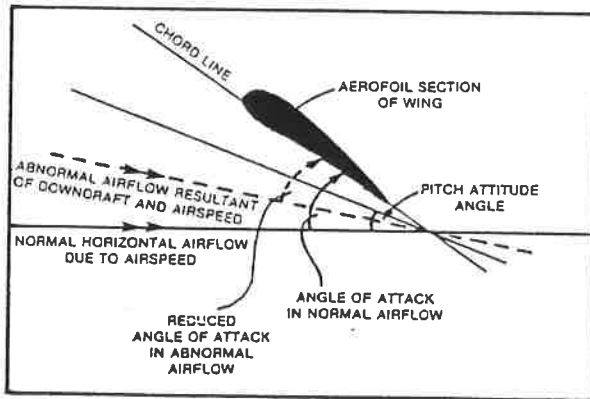 CHORD LINE
AEROFOIL SECTION
OF WING
ABNORMAL AIRFLOW RESULTANT
OF DOWNDRAFT AND AIRSPEED
PITCH ATTITUDE
ANGLE
NORMAL HORIZONTAL AIRFLOW
DUE TO AIRSPEED
ANGLE OF ATTACK
IN NORMAL AIRFLOW
REDUCED
ANGLE OF ATTACK
IN ABNORMAL
AIRFLOW